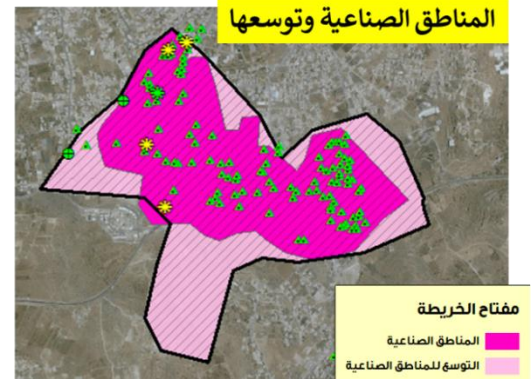 المناطق الصناعية وتوسعها
مفتاح الخريطة
المناطق الصناعية
التوسع للمناطق الصناعية